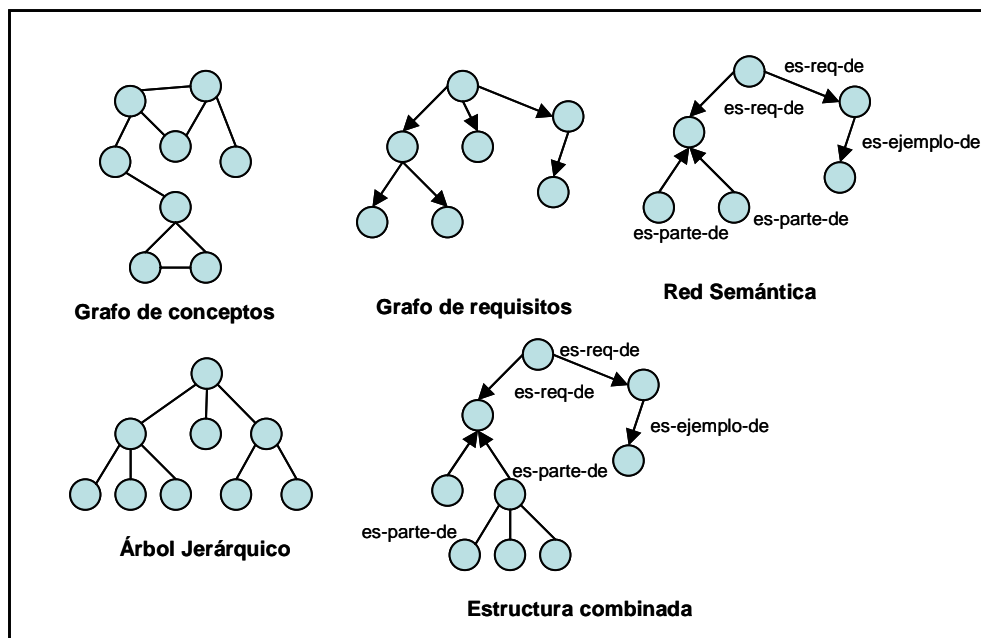 es-req-de
es-req-de
es-ejemplo-de
es-parte-de
es-parte-de
Grafo de conceptos
Grafo de requisitos
Red Semántica
es-req-de
es-req-de
es-ejemplo-de
es-parte-de
es-parte-de
Árbol Jerárquico
Estructura combinada